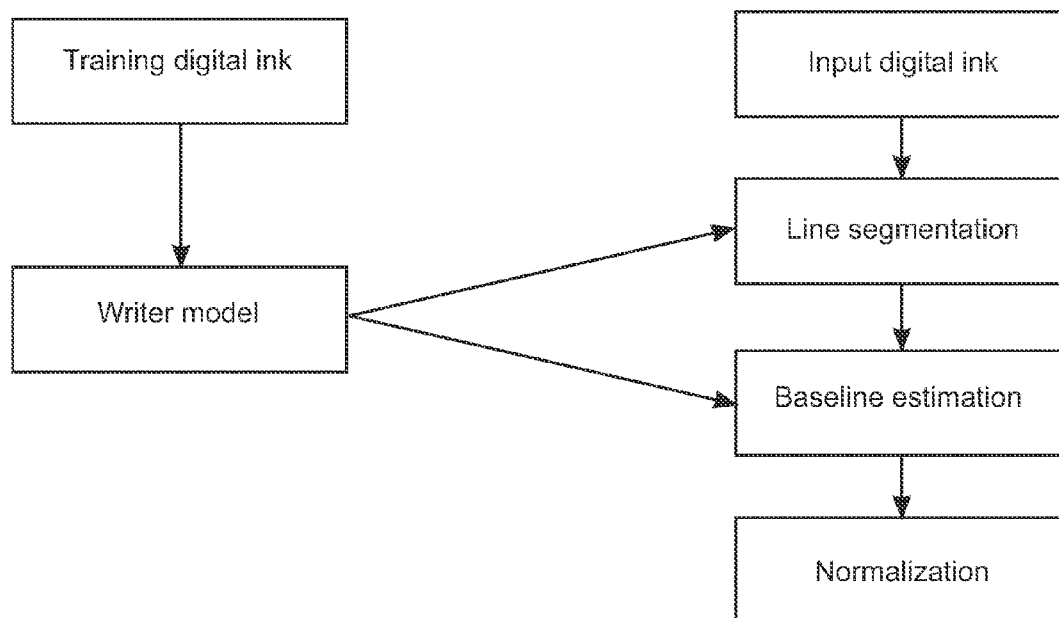 Training digital ink
Input digital ink
Line segmentation
Writer model
Baseline estimation
Normalization